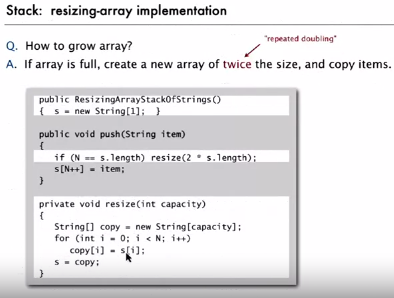 Stack: resizing-array implementation
"repeated doubling"
Q. How to grow array?
A. If array is full, create a new array of twice the size, and copy items.
public ResizingArrayStackOfStrings()
{ s = new String[1]; }
public void push(String item)
{
if (N == s.length) resize(2 * s.length);
s[N++] = item;
}
private void resize(int capacity)
{
String[] copy = new String[capacity];
for (int i = 0; i < N; i++)
copy[i] = s[i];
s = copy;
}